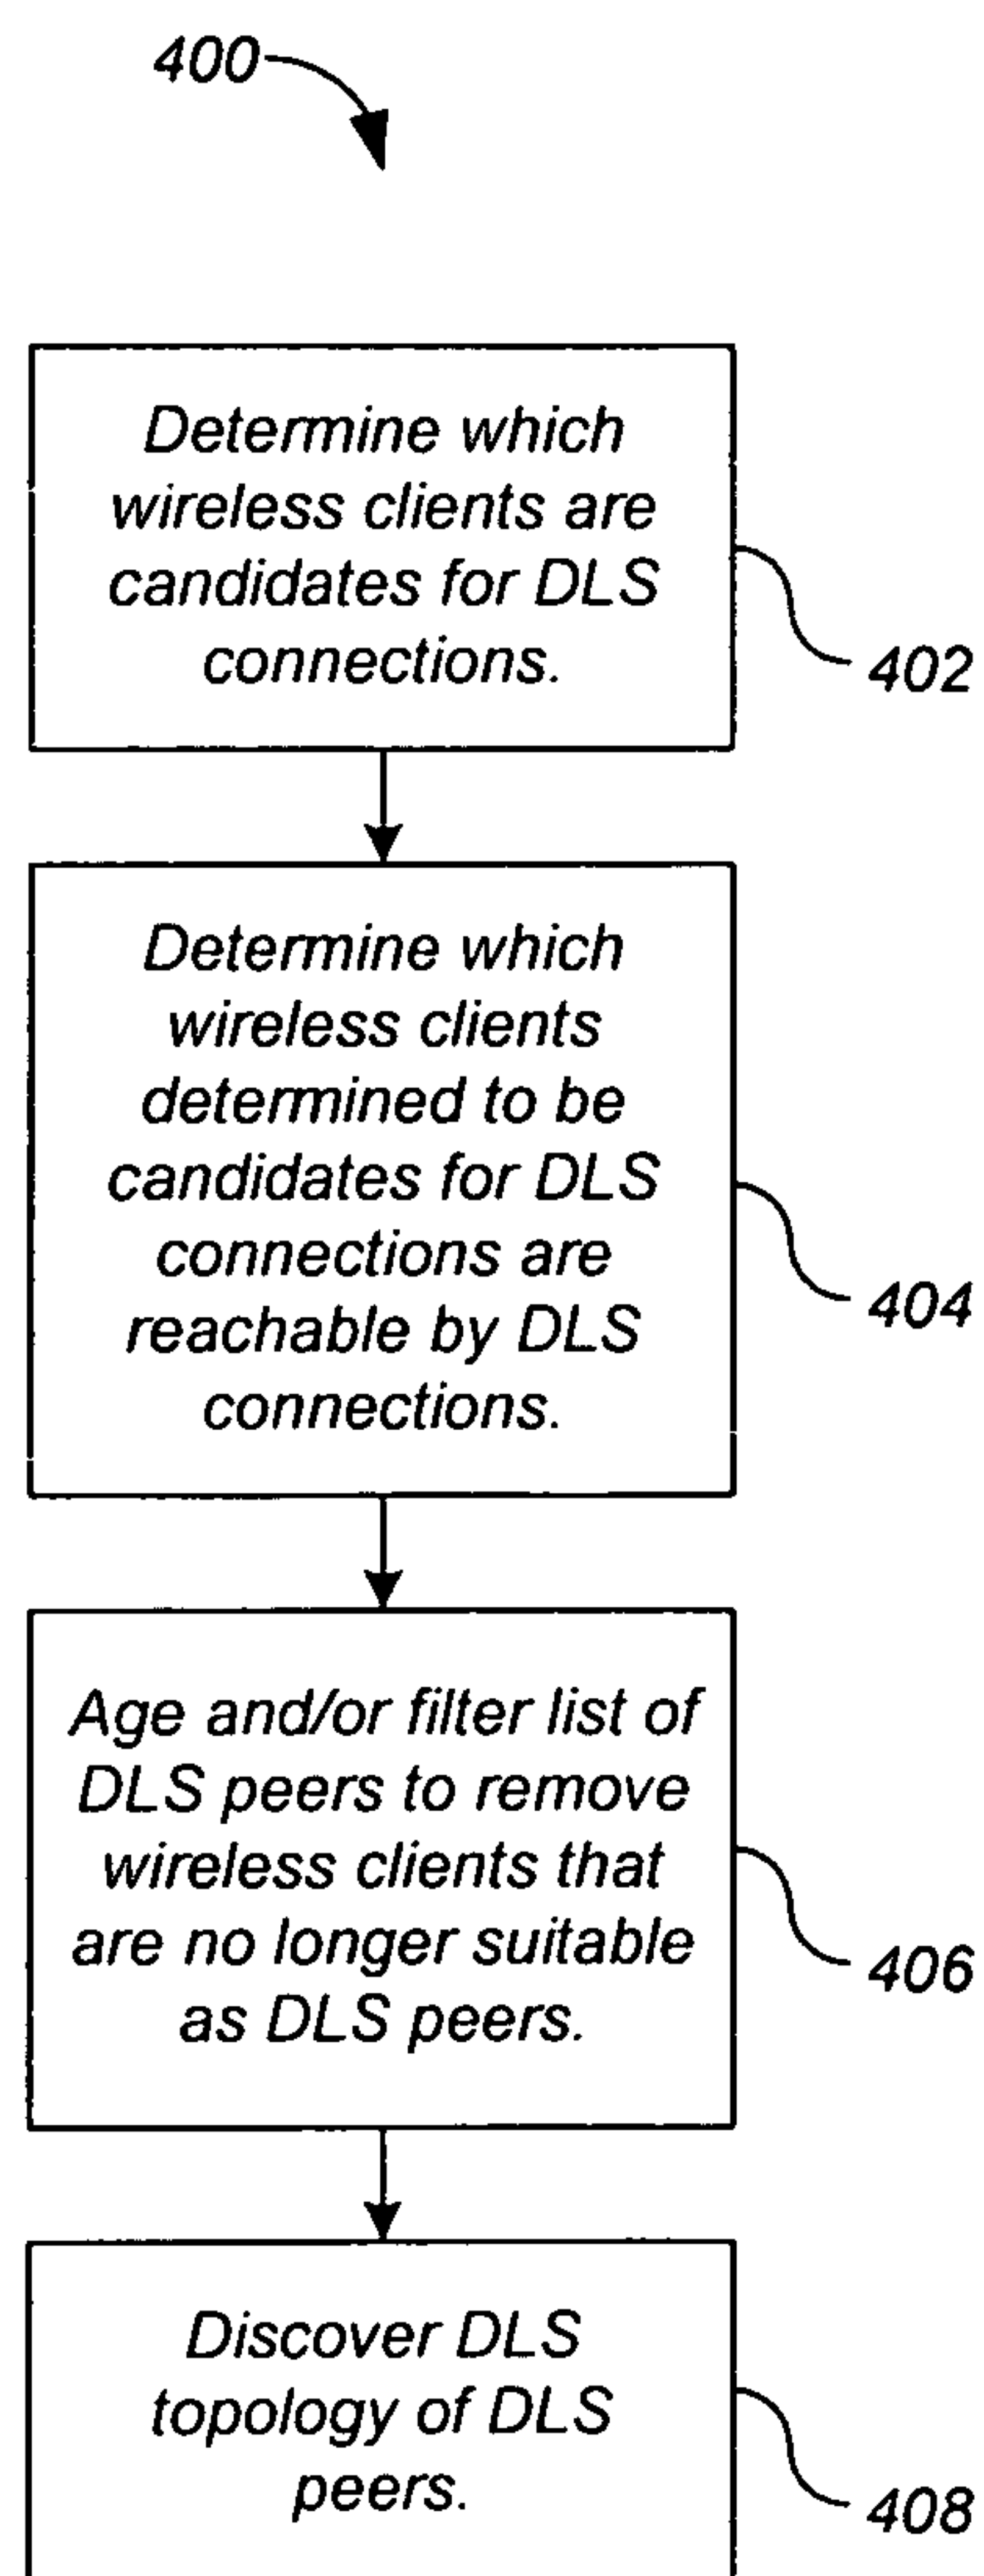 400
Determine which
wireless clients are
candidates for DLS
connections.
402
Determine which
wireless clients
determined to be
candidates for DLS
connections are
reachable by DLS
connections.
404
Age and/or filter list of
DLS peers to remove
wireless clients that
are no longer suitable
as DLS peers.
406
Discover DLS
topology of DLS
peers.
408